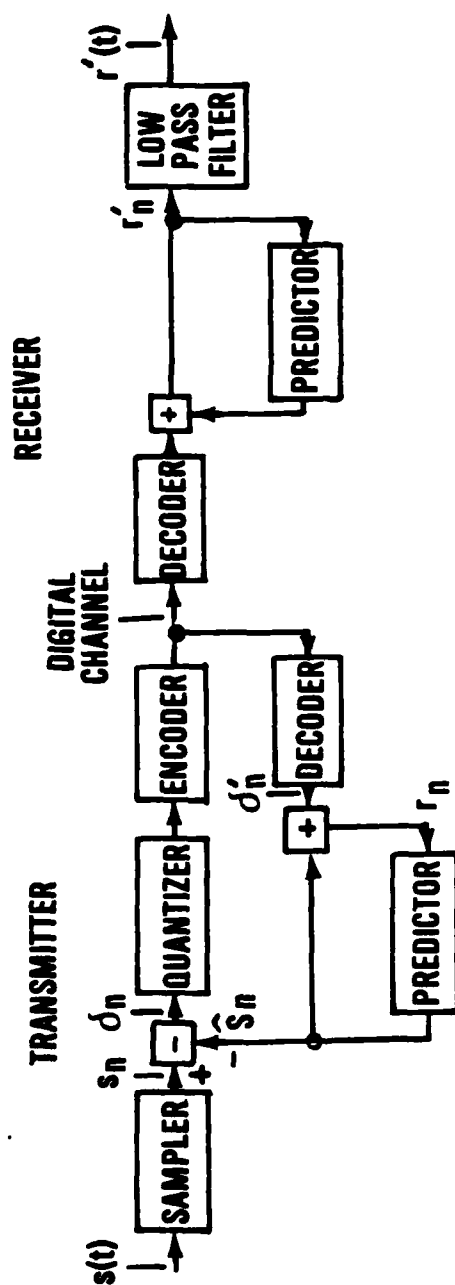 TRANSMITTER
RECEIVER
DIGITAL
CHANNEL
s(t)
SAMPLER
sₙ
+
−
δₙ
−
ŝₙ
QUANTIZER
ENCODER
DECODER
δ'ₙ
+
rₙ
PREDICTOR
DECODER
+
r'ₙ
PREDICTOR
LOW
PASS
FILTER
r'(t)